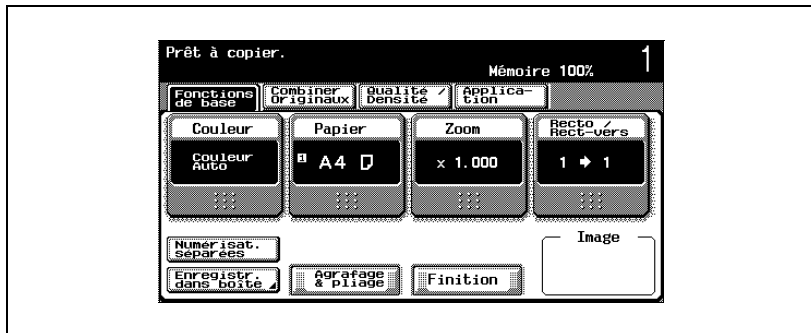 Prêt à copier.
Mémoire 100%
1
Fonctions de base
Combiner Originaux
Qualité / Densité
Applica-
tion
Couleur
Papier
Zoom
Recto / Rect-vers
Couleur Auto
1 A4
x 1.000
1 → 1
Numérisat. séparées
Image
Enregistr. dans boîte
Agrafage & pliage
Finition